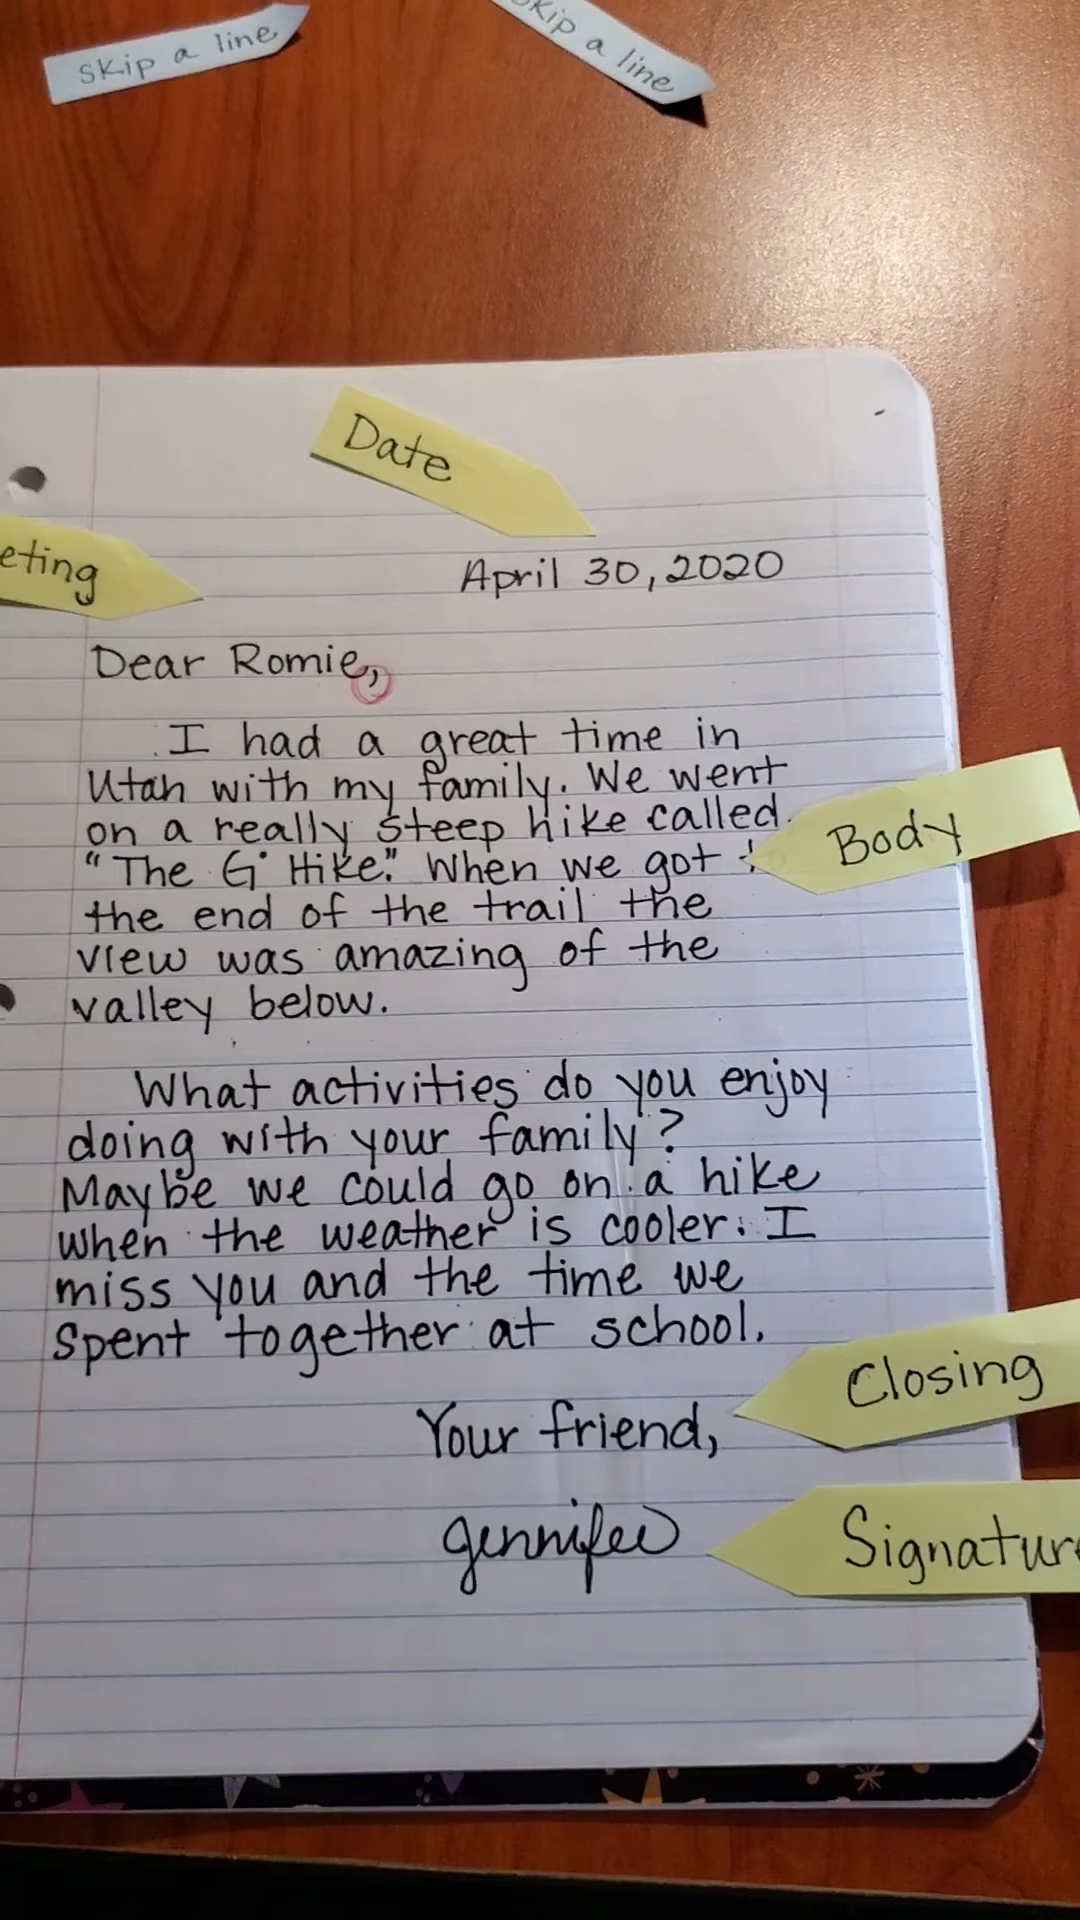 skip a line
skip a line
Date
eting
April 30, 2020
Dear Romie,
I had a great time in
Utah with my family. We went
on a really steep hike called
"The G Hike." When we got
the end of the trail the
view was amazing of the
valley below.
Body
What activities do you enjoy
doing with your family?
Maybe we could go on a hike
when the weather is cooler. I
miss you and the time we
spent together at school.
Closing
Your friend,
Jennifer
Signatur